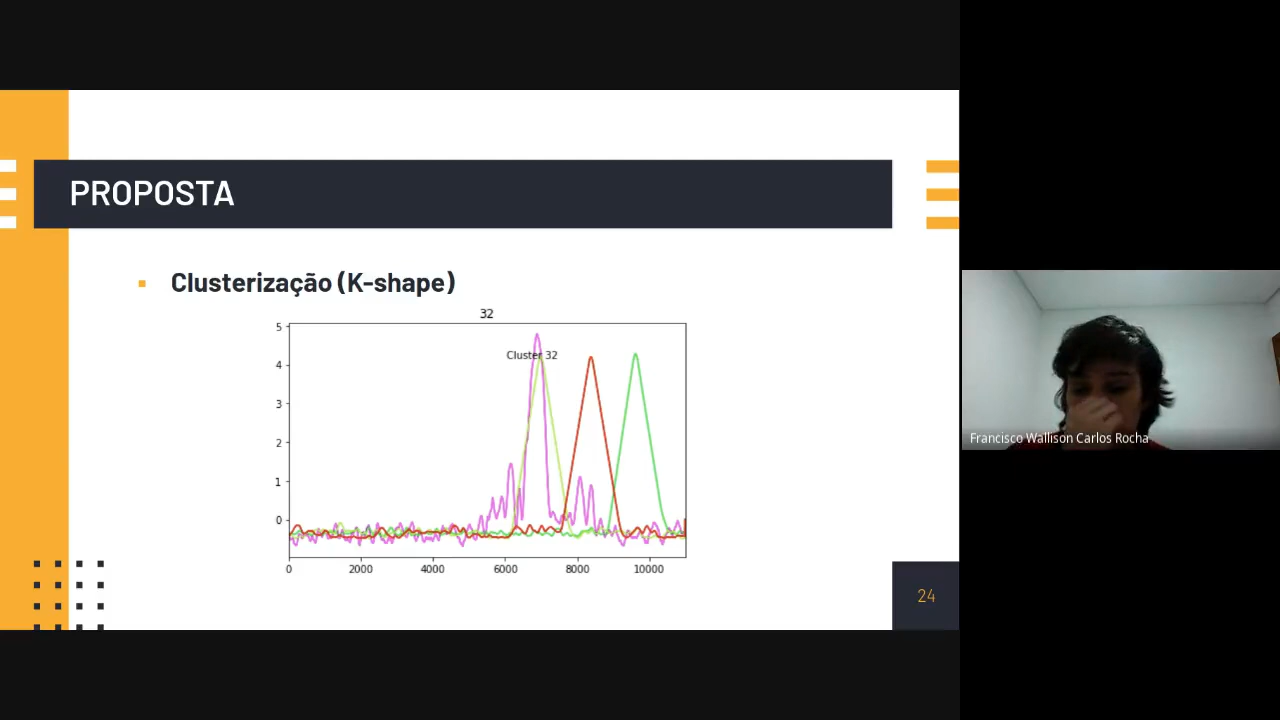 PROPOSTA
Clusterização (K-shape)
32
5
Cluster 32
4
3
2
1
0
0 2000 4000 6000 8000 10000
24
Francisco Wallison Carlos Rocha